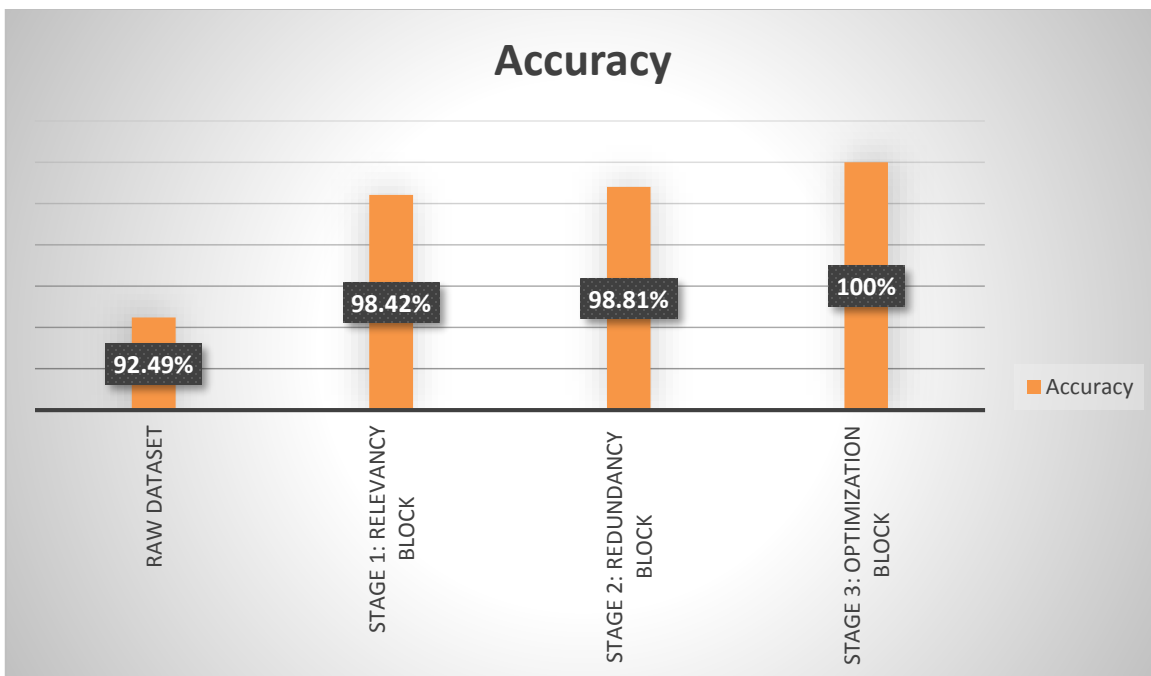 Accuracy
92.49%
98.42%
98.81%
100%
Accuracy
RAW DATASET
STAGE 1: RELEVANCY
BLOCK
STAGE 2: REDUNDANCY
BLOCK
STAGE 3: OPTIMIZATION
BLOCK